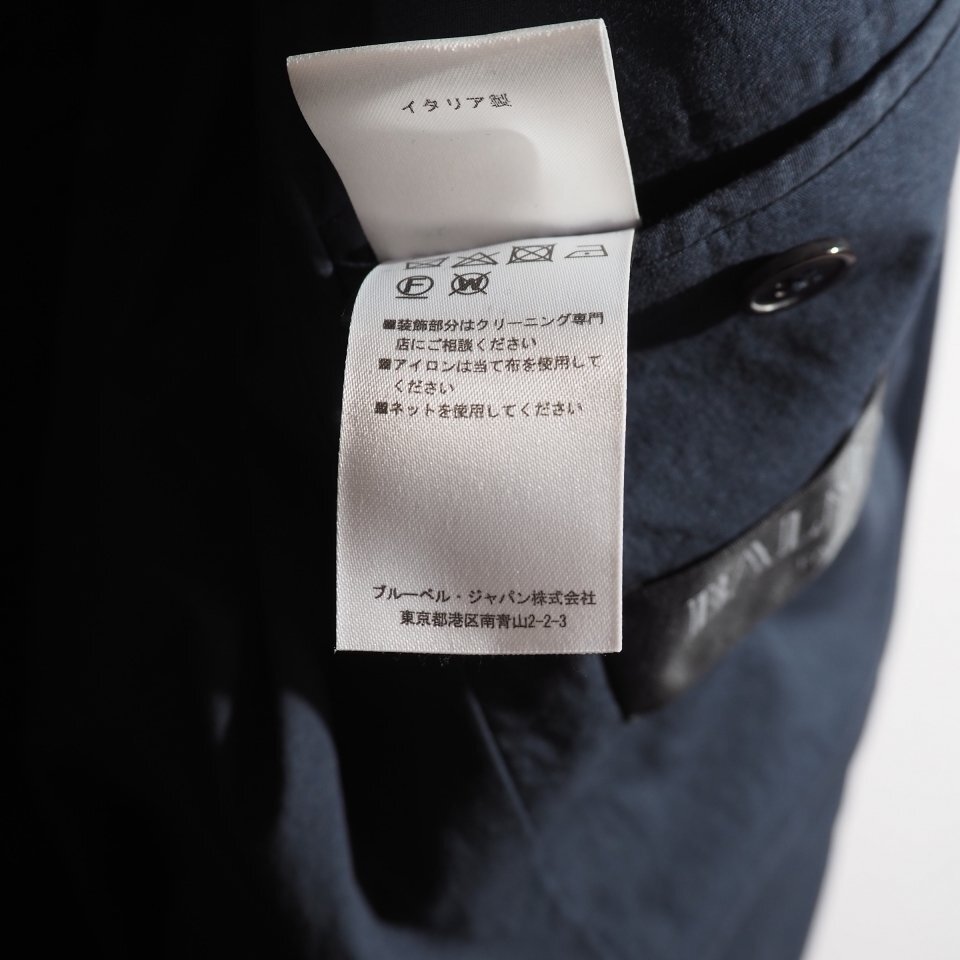 イタリア製
F
W
■装飾部分はクリーニング専門
店にご相談ください
■アイロンは当て布を使用して
ください
■ネットを使用してください
ブルーベル・ジャパン株式会社
東京都港区南青山2-2-3